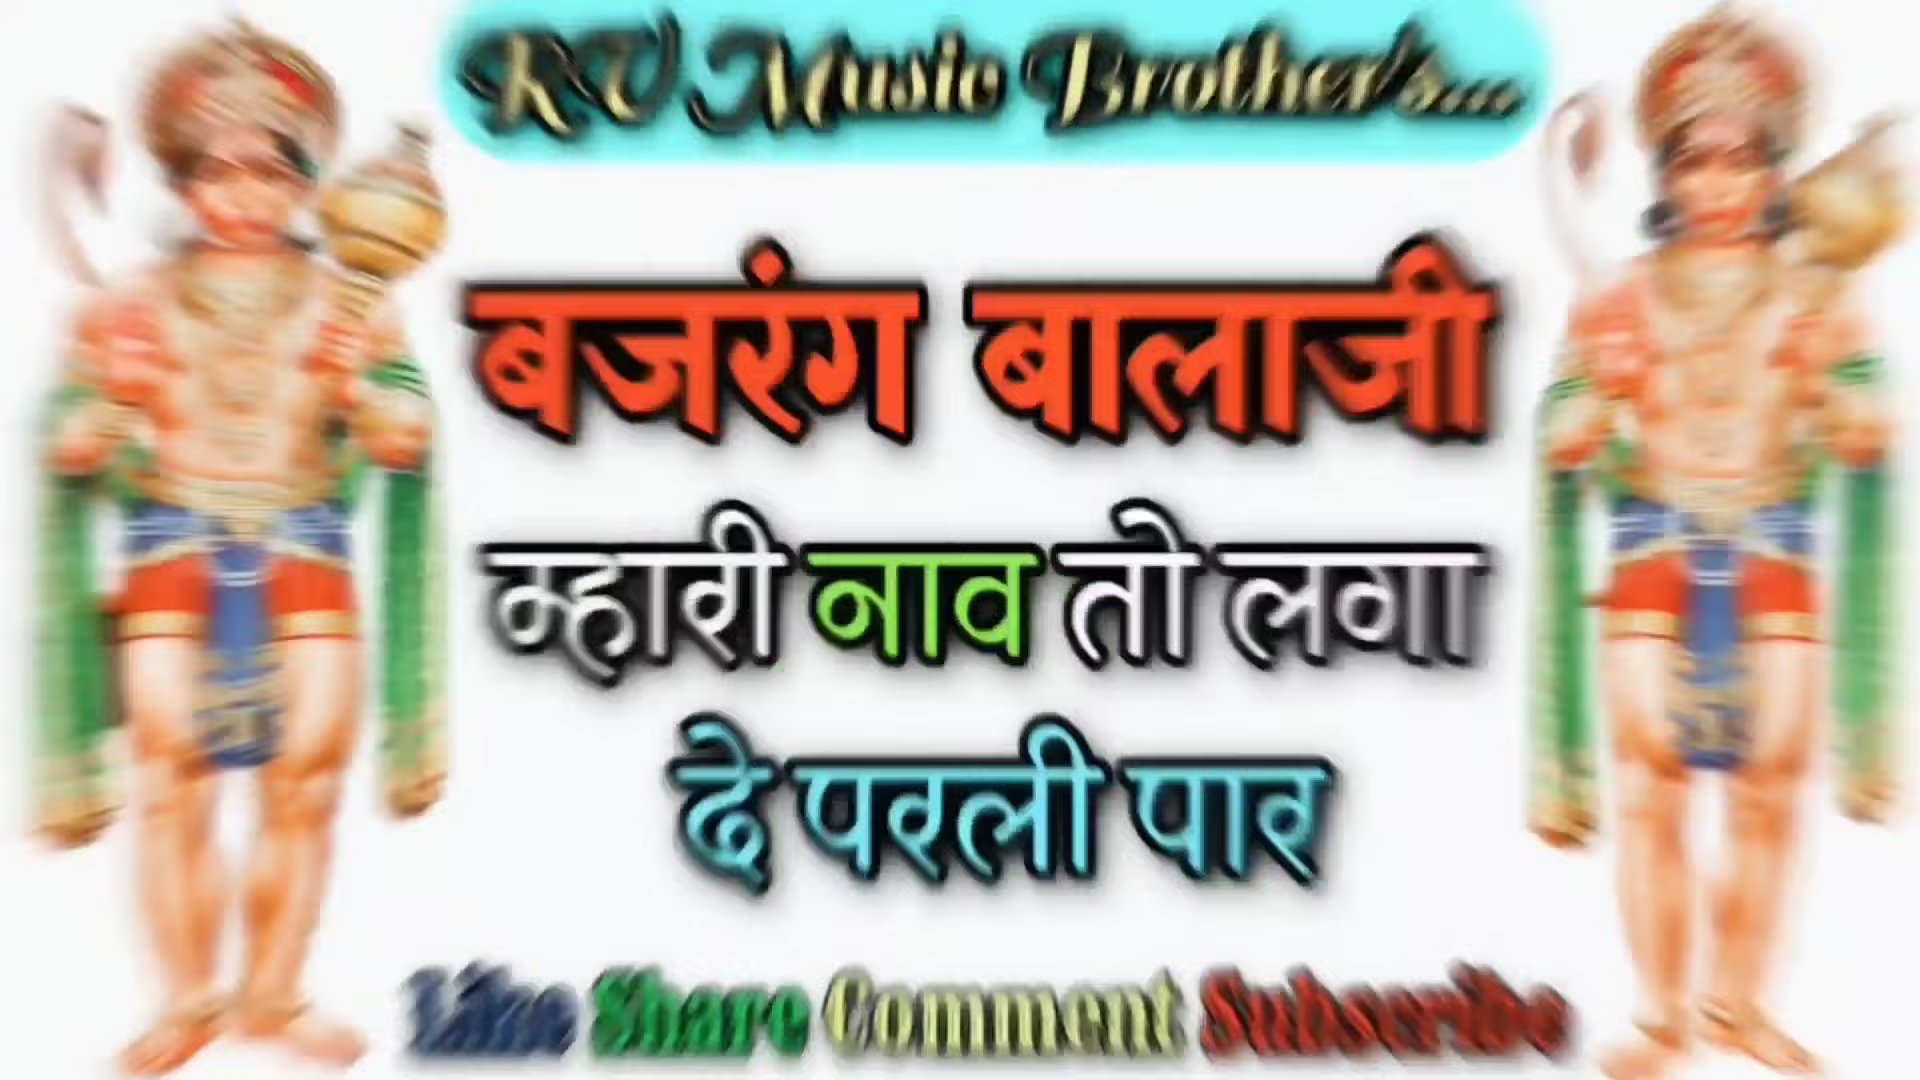 RV Music Brother's...
बजरंग बालाजी
म्हारी नाव तो लगा
दे परली पार
Like Share Comment Subscribe